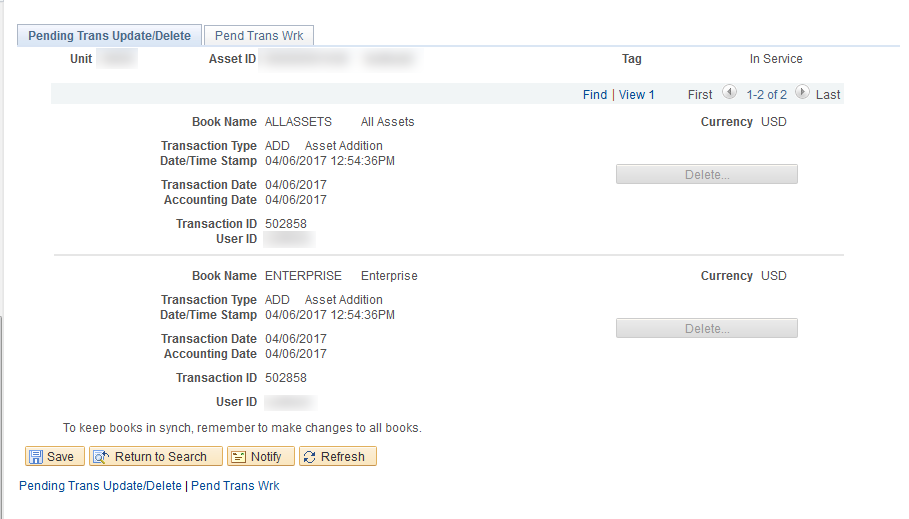 Pending Trans Update/Delete Pend Trans Wrk
Unit Asset ID Tag In Service
Find | View 1 First 1-2 of 2 Last
Book Name ALLASSETS All Assets Currency USD
Transaction Type ADD Asset Addition
Date/Time Stamp 04/06/2017 12:54:36PM
Delete...
Transaction Date 04/06/2017
Accounting Date 04/06/2017
Transaction ID 502858
User ID
Book Name ENTERPRISE Enterprise Currency USD
Transaction Type ADD Asset Addition
Date/Time Stamp 04/06/2017 12:54:36PM
Delete...
Transaction Date 04/06/2017
Accounting Date 04/06/2017
Transaction ID 502858
User ID
To keep books in synch, remember to make changes to all books.
Save Return to Search Notify Refresh
Pending Trans Update/Delete | Pend Trans Wrk